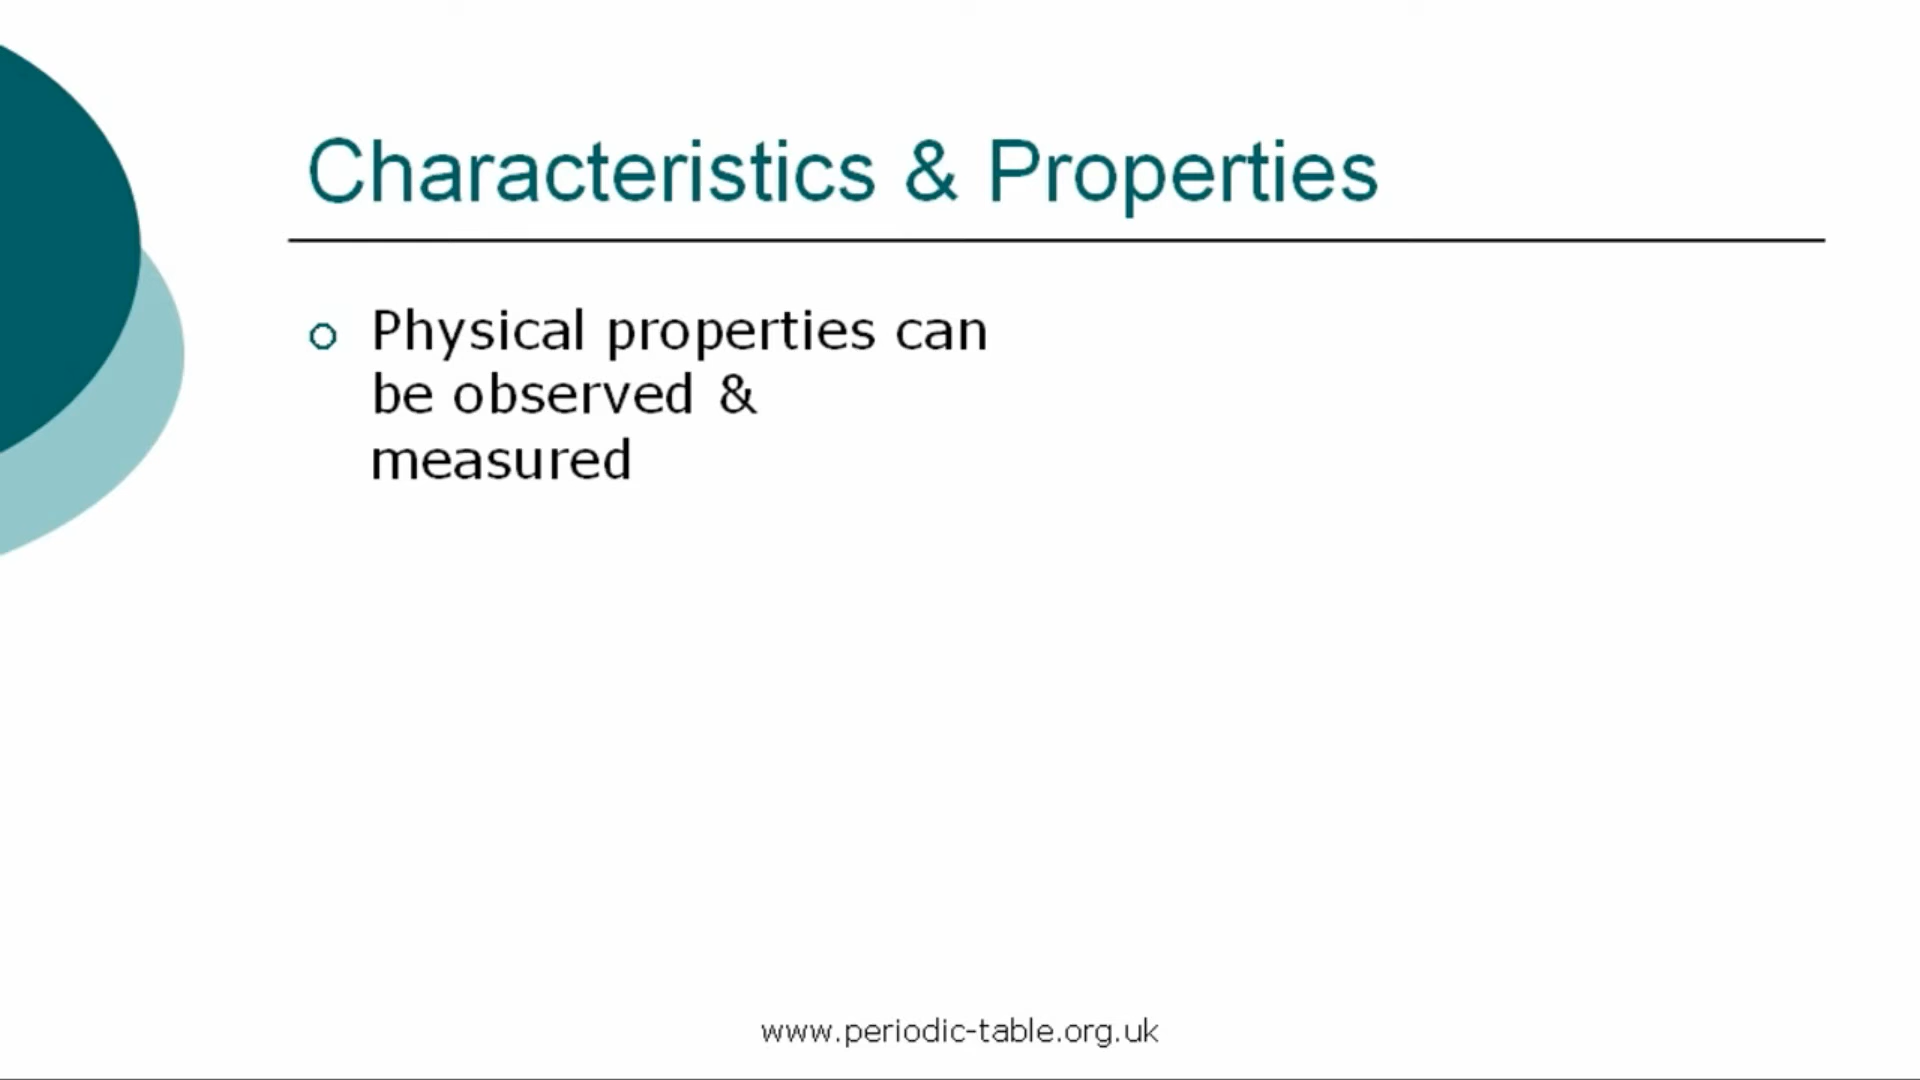 Characteristics & Properties
Physical properties can
be observed &
measured
www.periodic-table.org.uk